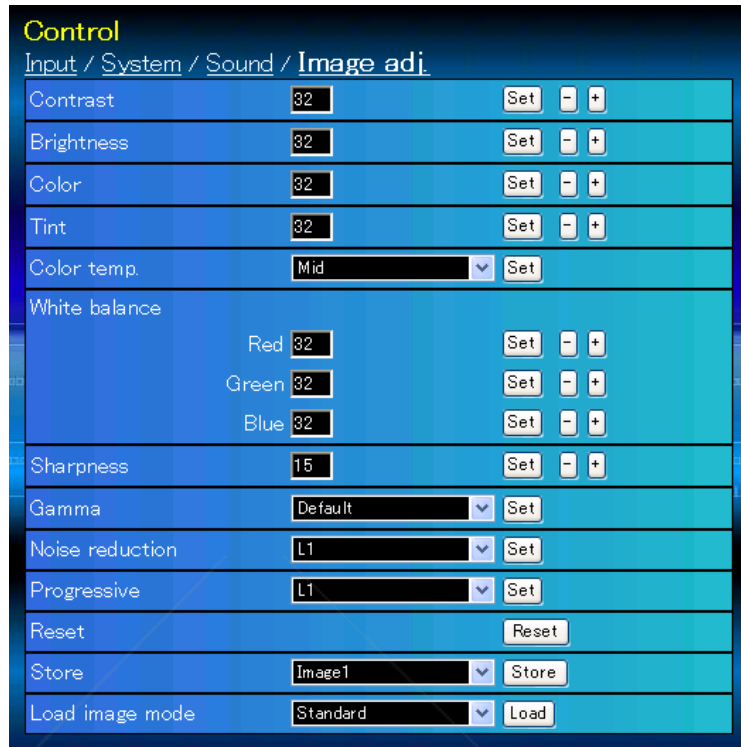 Control
Input / System / Sound / Image adj.
Contrast 32 Set - +
Brightness 32 Set - +
Color 32 Set - +
Tint 32 Set - +
Color temp. Mid Set
White balance
Red 32 Set - +
Green 32 Set - +
Blue 32 Set - +
Sharpness 15 Set - +
Gamma Default Set
Noise reduction L1 Set
Progressive L1 Set
Reset Reset
Store Image1 Store
Load image mode Standard Load